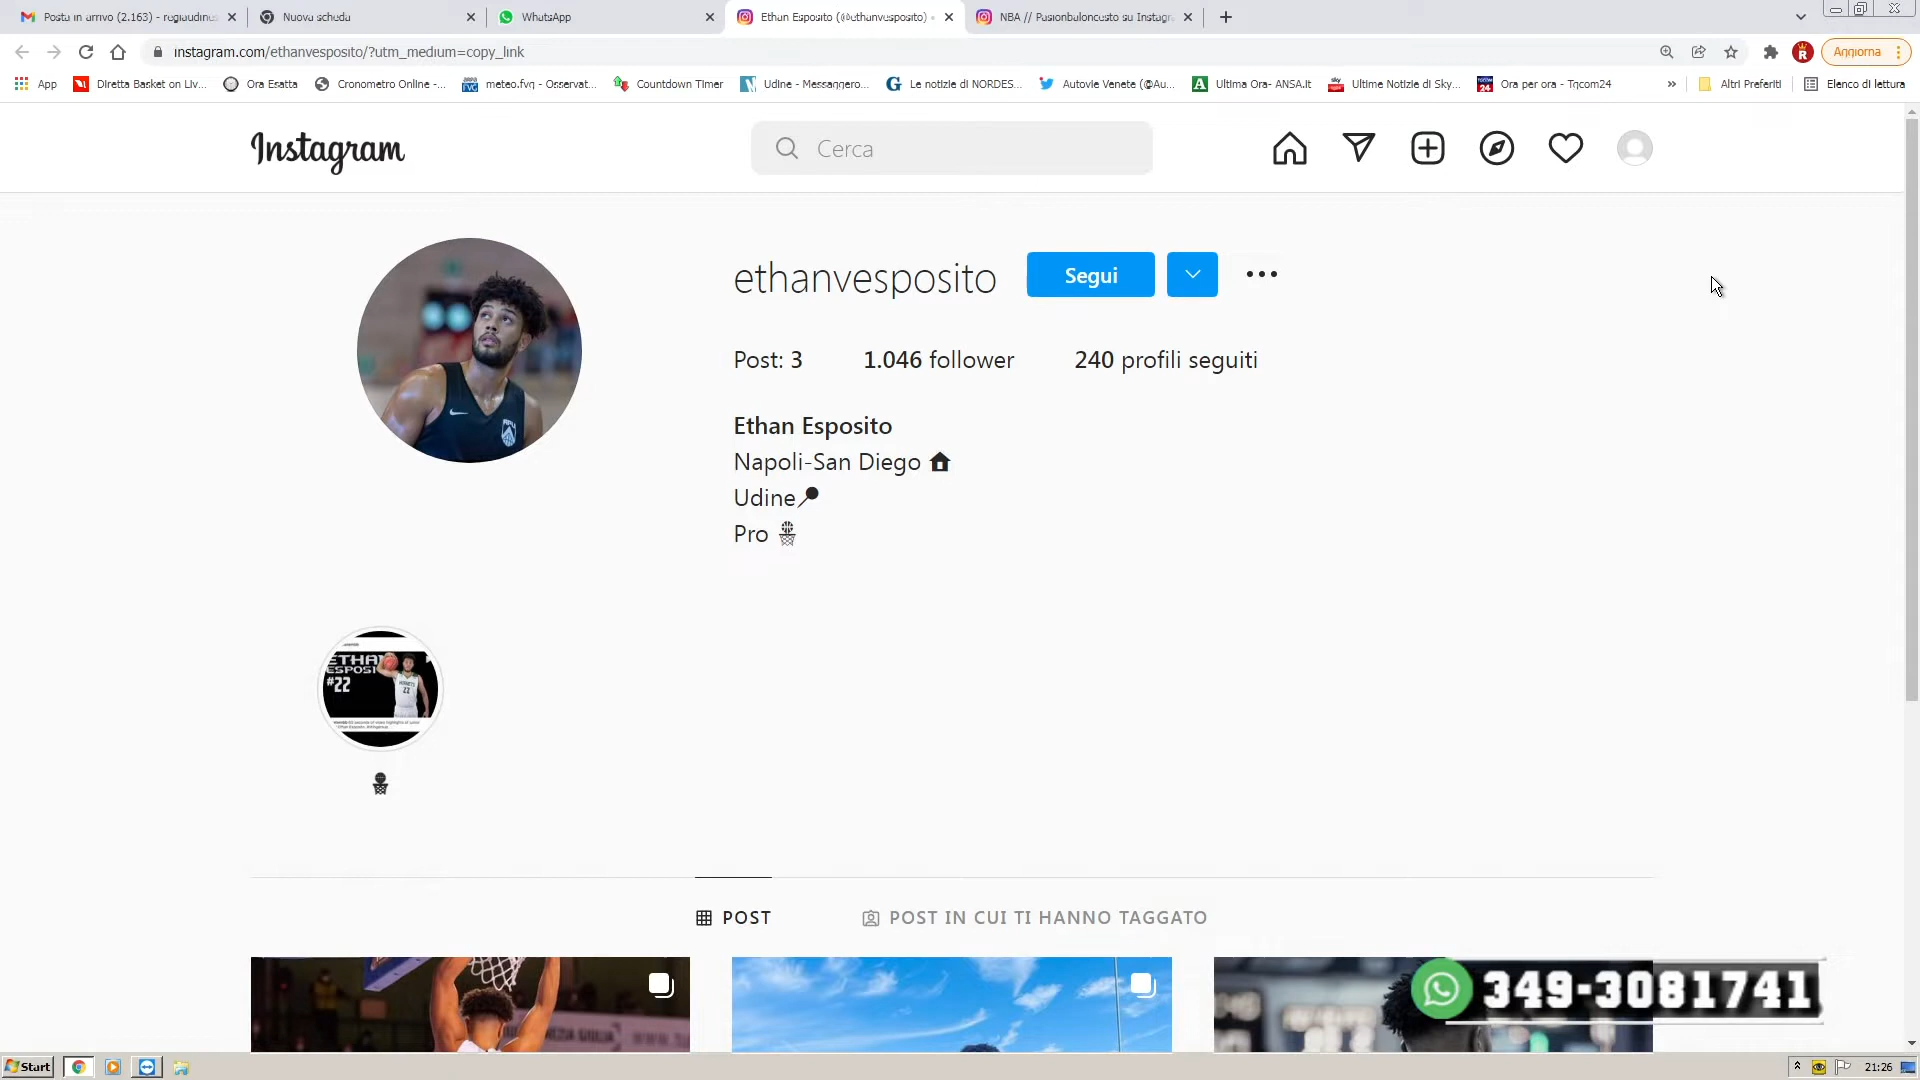 Posta in arrivo (2.163) - regiaudine
Nuova scheda
WhatsApp
Ethan Esposito (@ethanvesposito) •
NBA // Pasionbaloncesto su Instagr
instagram.com/ethanvesposito/?utm_medium=copy_link
Aggiorna
App
Diretta Basket on Liv...
Ora Esatta
Cronometro Online -...
meteo.fvg - Osservat...
Countdown Timer
Udine - Messaggero...
Le notizie di NORDES...
Autovie Venete (@Au...
Ultima Ora- ANSA.it
Ultime Notizie di Sky...
Ora per ora - Tgcom24
»
Altri Preferiti
Elenco di lettura
Instagram
Cerca
ethanvesposito
Segui
Post: 3 1.046 follower 240 profili seguiti
Ethan Esposito
Napoli-San Diego
Udine
Pro
ETHAN
ESPOSI
#22
POST
POST IN CUI TI HANNO TAGGATO
349-3081741
Start
21:26